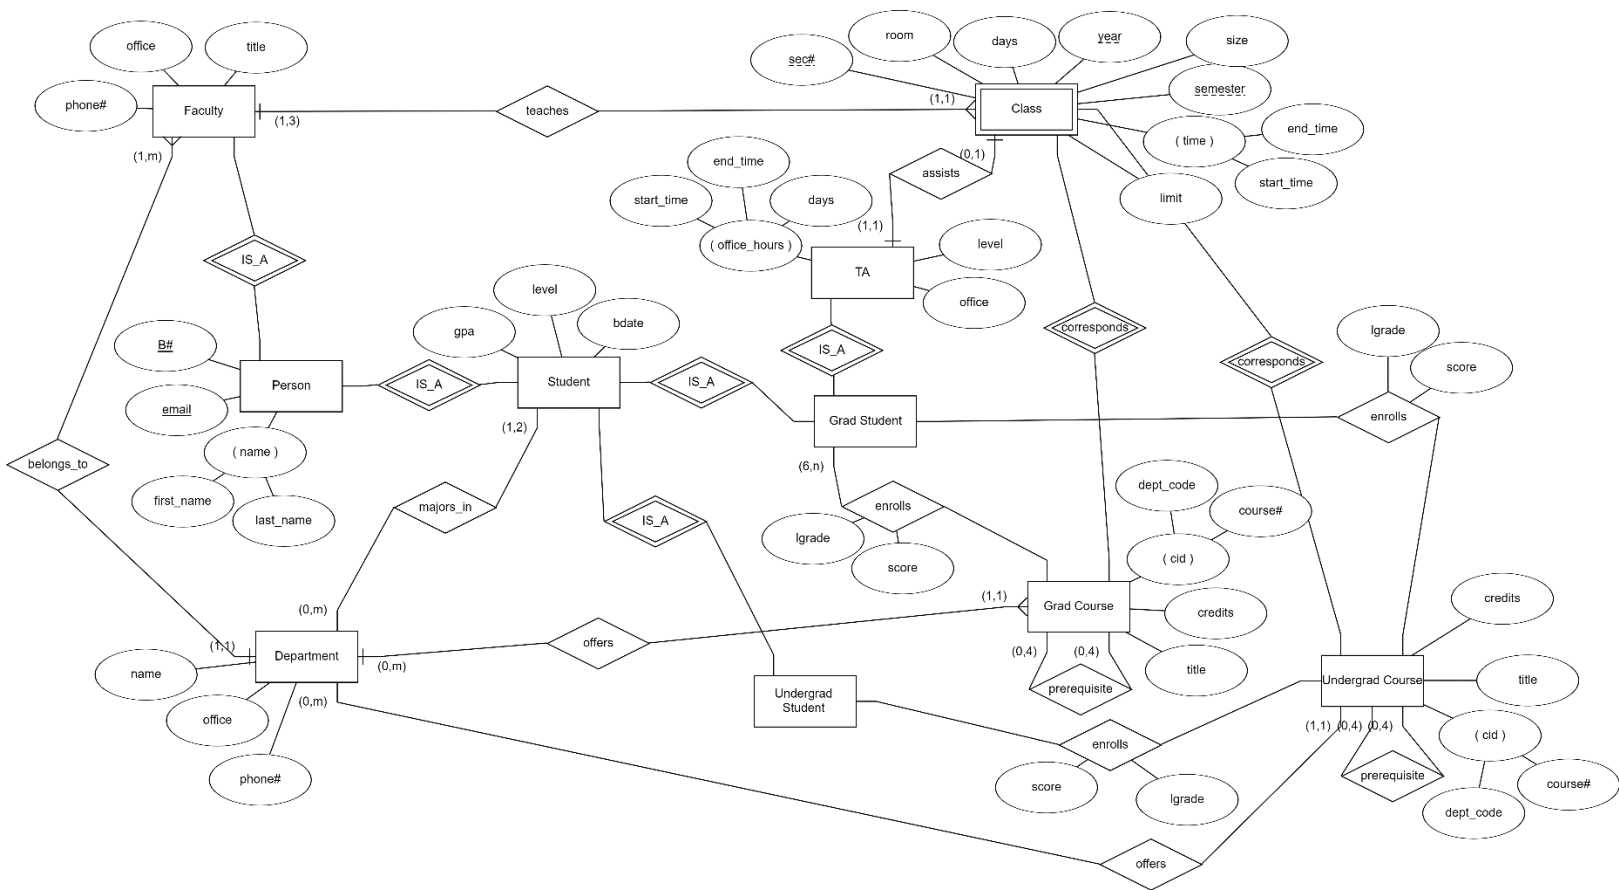 office
title
phone#
Faculty
(1,3)
(1,m)
teaches
sec#
room
days
year
size
semester
(1,1)
Class
( time )
end_time
start_time
limit
(0,1)
assists
(1,1)
end_time
start_time
days
( office_hours )
TA
level
office
IS_A
IS_A
corresponds
corresponds
B#
email
Person
( name )
first_name
last_name
IS_A
gpa
level
bdate
Student
(1,2)
IS_A
Grad Student
(6,n)
lgrade
score
enrolls
belongs_to
majors_in
IS_A
enrolls
lgrade
score
dept_code
course#
( cid )
(0,m)
(1,1)
Department
(0,m)
(0,m)
name
office
phone#
offers
(1,1)
Grad Course
credits
title
(0,4)
(0,4)
prerequisite
Undergrad
Student
enrolls
score
lgrade
Undergrad Course
credits
title
( cid )
course#
dept_code
(1,1)
(0,4)
(0,4)
prerequisite
offers